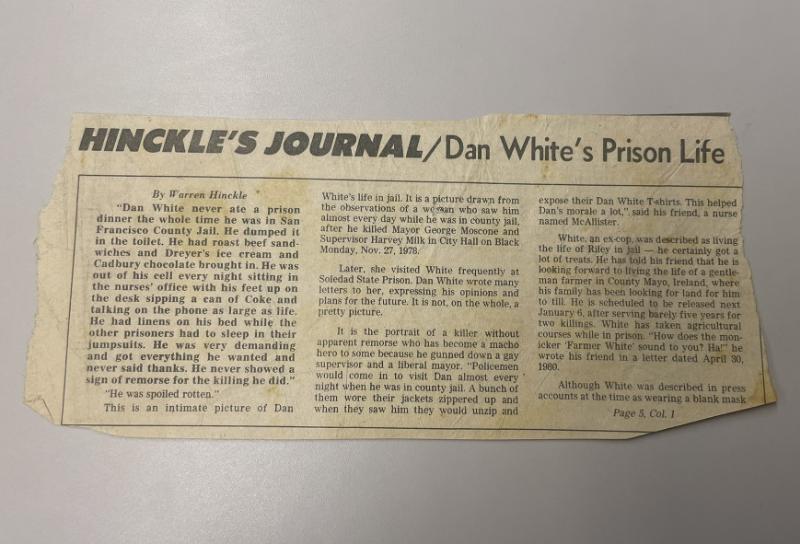 HINCKLE'S JOURNAL/Dan White's Prison Life
By Warren Hinckle
"Dan White never ate a prison
dinner the whole time he was in San
Francisco County Jail. He dumped it
in the toilet. He had roast beef sand-
wiches and Dreyer's ice cream and
Cadbury chocolate brought in. He was
out of his cell every night sitting in
the nurses' office with his feet up on
the desk sipping a can of Coke and
talking on the phone as large as life.
He had linens on his bed while the
other prisoners had to sleep in their
jumpsuits. He was very demanding
and got everything he wanted and
never said thanks. He never showed a
sign of remorse for the killing he did."
"He was spoiled rotten."
This is an intimate picture of Dan
White's life in jail. It is a picture drawn from
the observations of a woman who saw him
almost every day while he was in county jail,
after he killed Mayor George Moscone and
Supervisor Harvey Milk in City Hall on Black
Monday, Nov. 27, 1978.
Later, she visited White frequently at
Soledad State Prison. Dan White wrote many
letters to her, expressing his opinions and
plans for the future. It is not, on the whole, a
pretty picture.
It is the portrait of a killer without
apparent remorse who has become a macho
hero to some because he gunned down a gay
supervisor and a liberal mayor. "Policemen
would come in to visit Dan almost every
night when he was in county jail. A bunch of
them wore their jackets zippered up and
when they saw him they would unzip and
expose their Dan White T-shirts. This helped
Dan's morale a lot,", said his friend, a nurse
named McAllister.
White, an ex-cop, was described as living
the life of Riley in jail — he certainly got a
lot of treats. He has told his friend that he is
looking forward to living the life of a gentle-
man farmer in County Mayo, Ireland, where
his family has been looking for land for him
to till. He is scheduled to be released next
January 6, after serving barely five years for
two killings. White has taken agricultural
courses while in prison. "How does the mon-
icker 'Farmer White' sound to you? Ha!" he
wrote his friend in a letter dated April 30,
1980.
Although White was described in press
accounts at the time as wearing a blank mask
Page 5, Col. 1